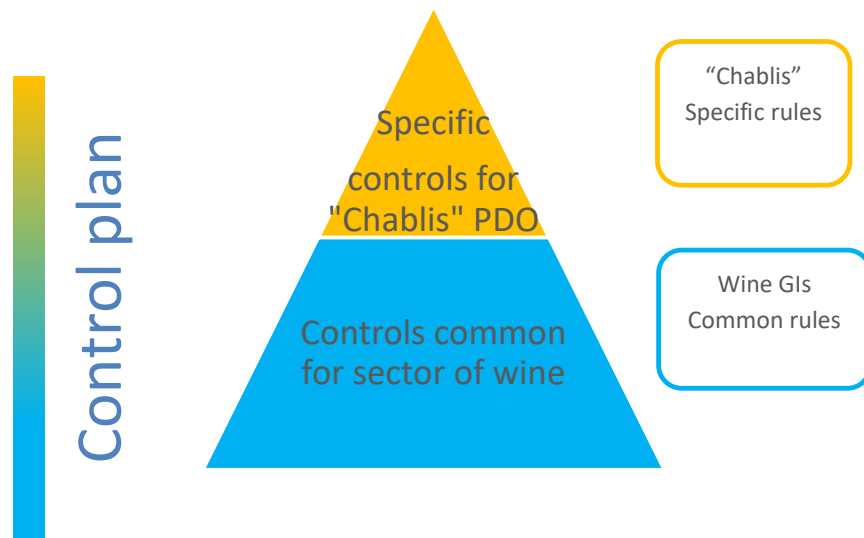 Control plan
Specific
controls for
"Chablis" PDO
Controls common
for sector of wine
“Chablis”
Specific rules
Wine GIs
Common rules